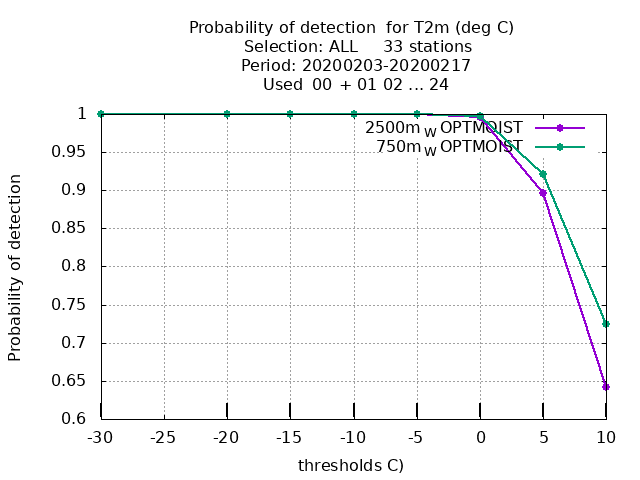 Probability of detection for T2m (deg C)
Selection: ALL 33 stations
Period: 20200203-20200217
Used 00 + 01 02 ... 24
2500m W OPTMOIST
750m W OPTMOIST
1
0.95
0.9
0.85
0.8
0.75
0.7
0.65
0.6
Probability of detection
-30 -25 -20 -15 -10 -5 0 5 10
thresholds C)